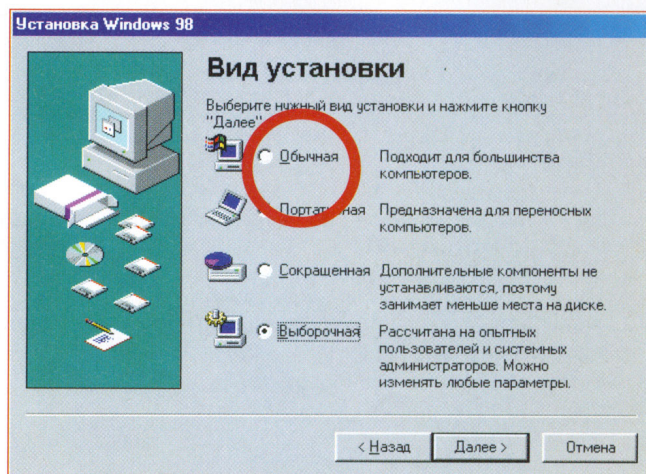 Установка Windows 98
Вид установки
Выберите нужный вид установки и нажмите кнопку
"Далее"
Обычная
Подходит для большинства
компьютеров.
Портативная
Предназначена для переносных
компьютеров.
Сокращенная
Дополнительные компоненты не
устанавливаются, поэтому
занимает меньше места на диске.
Выборочная
Рассчитана на опытных
пользователей и системных
администраторов. Можно
изменять любые параметры.
< Назад
Далее >
Отмена